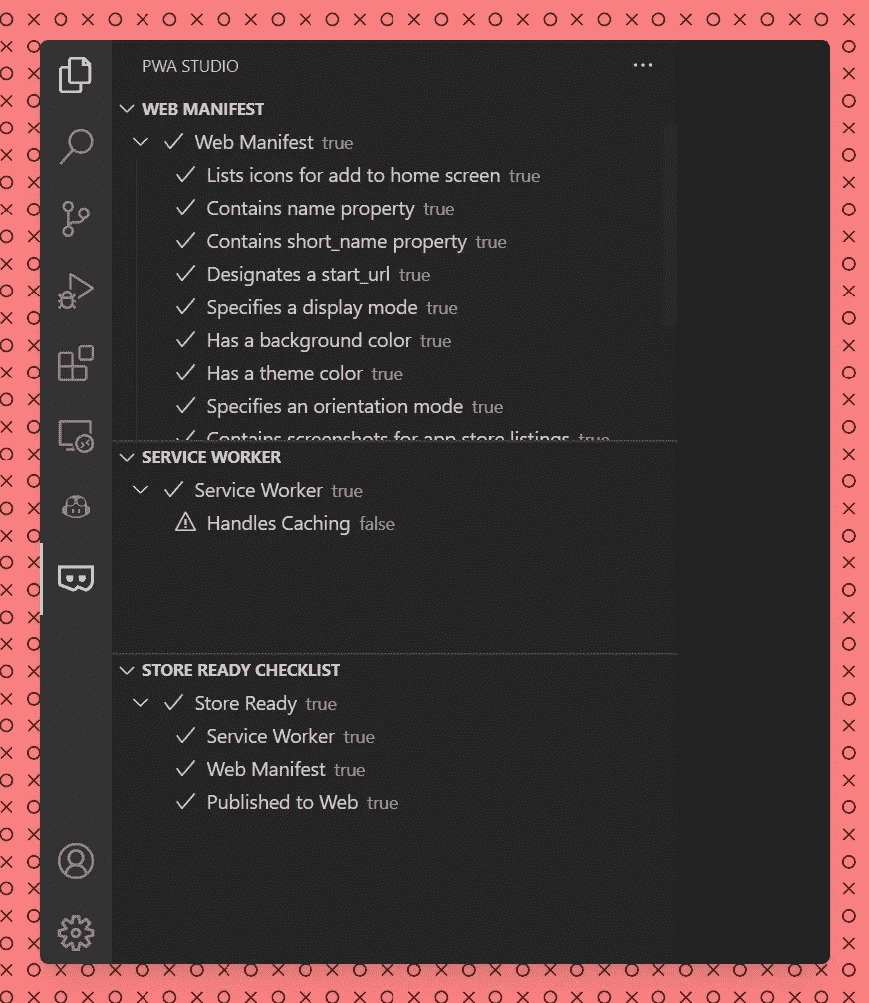 PWA STUDIO
WEB MANIFEST
Web Manifest true
Lists icons for add to home screen true
Contains name property true
Contains short_name property true
Designates a start_url true
Specifies a display mode true
Has a background color true
Has a theme color true
Specifies an orientation mode true
Contains screenshots for app store listings true
SERVICE WORKER
Service Worker true
Handles Caching false
STORE READY CHECKLIST
Store Ready true
Service Worker true
Web Manifest true
Published to Web true